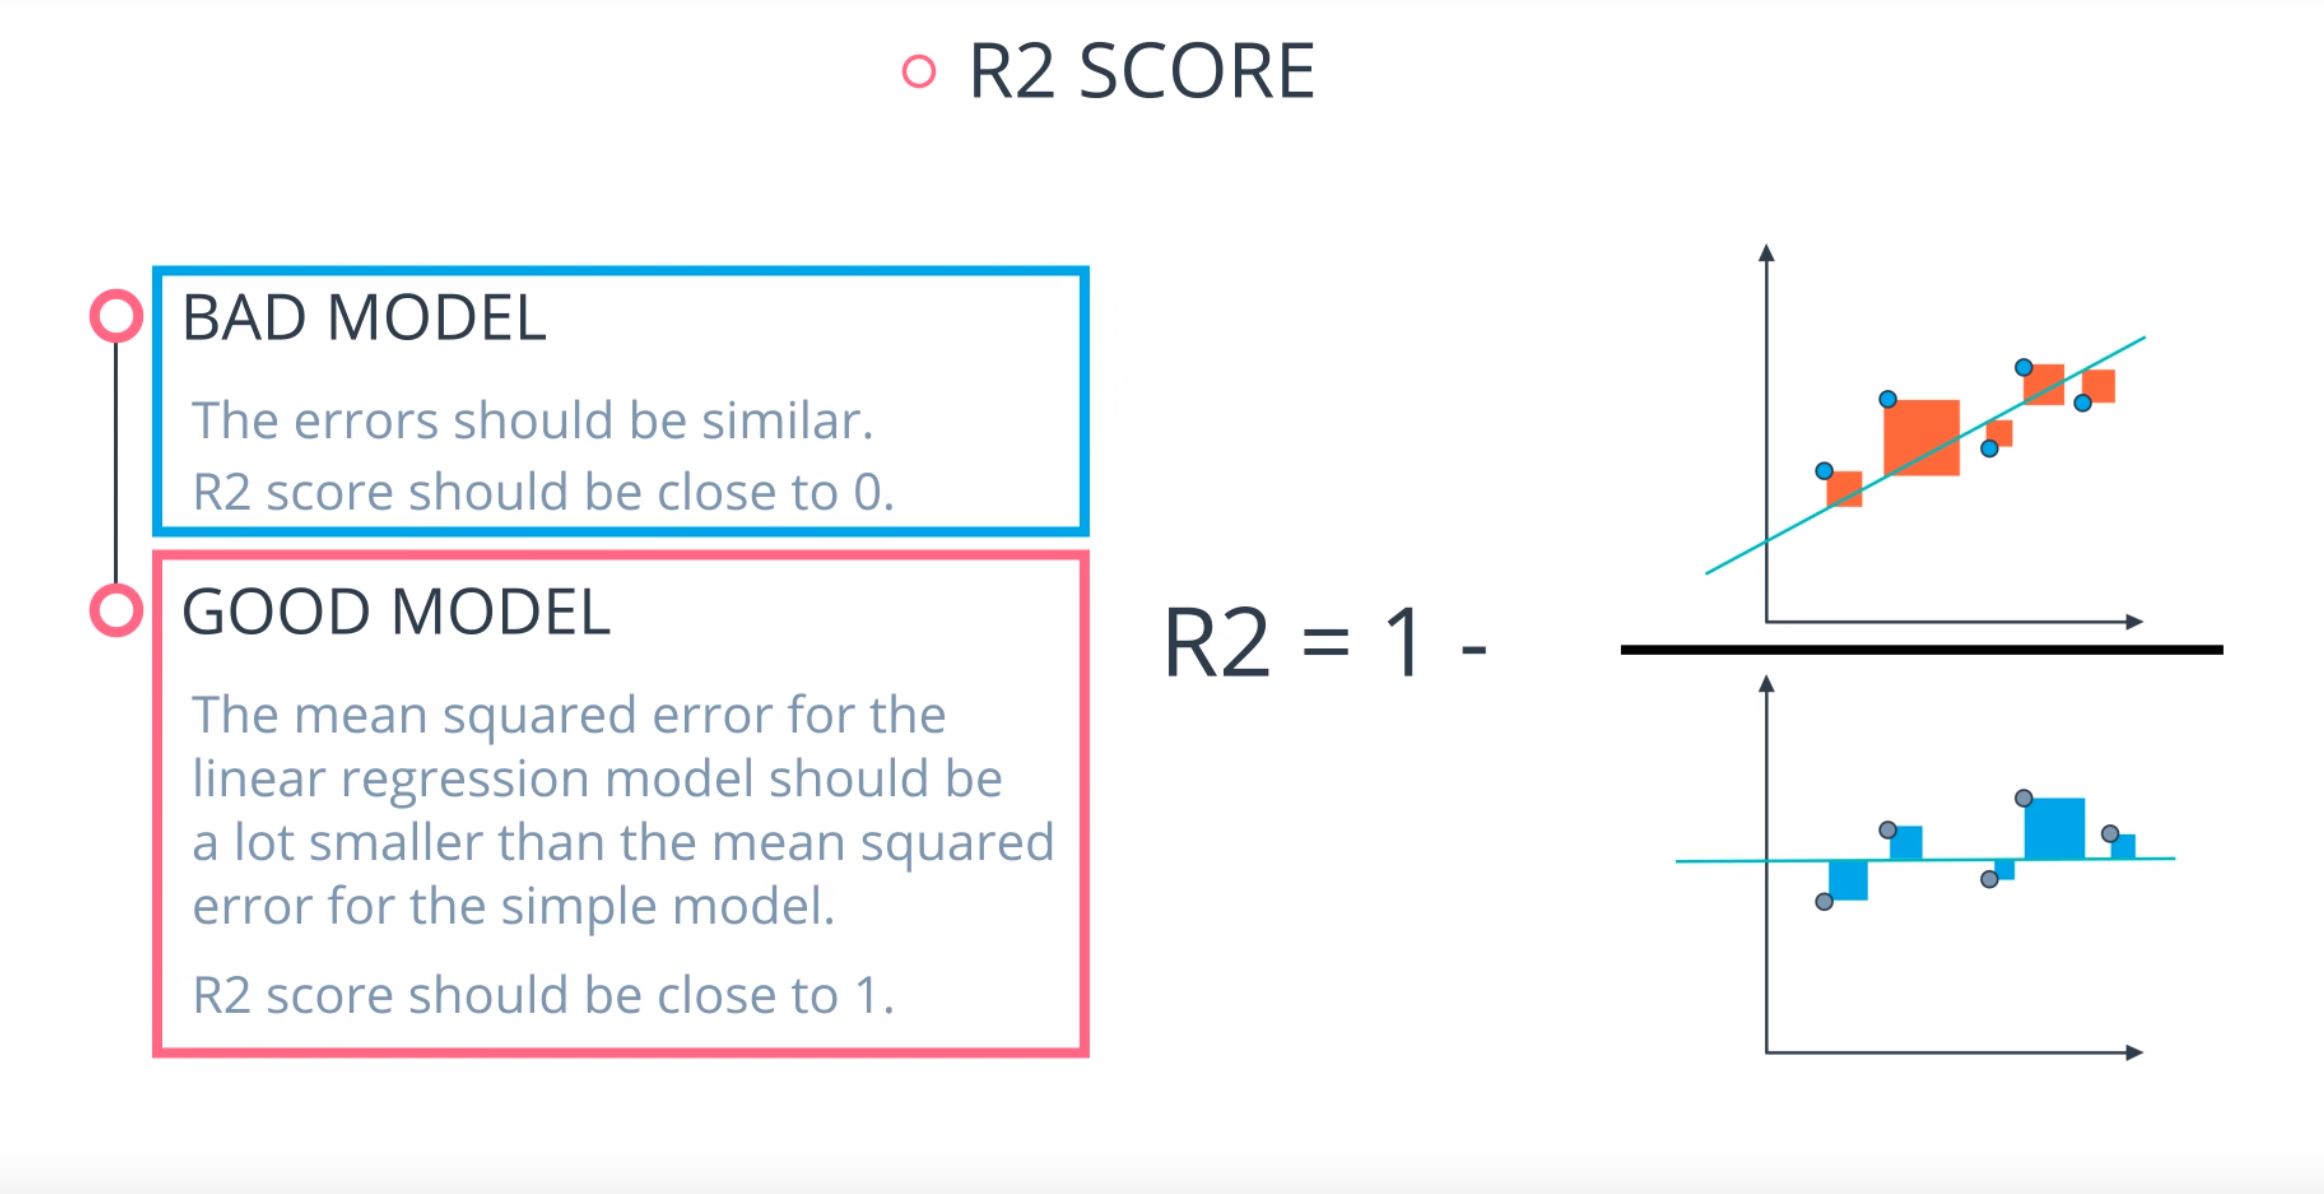 R2 SCORE
BAD MODEL
The errors should be similar.
R2 score should be close to 0.
GOOD MODEL
The mean squared error for the
linear regression model should be
a lot smaller than the mean squared
error for the simple model.
R2 score should be close to 1.
R2 = 1 -